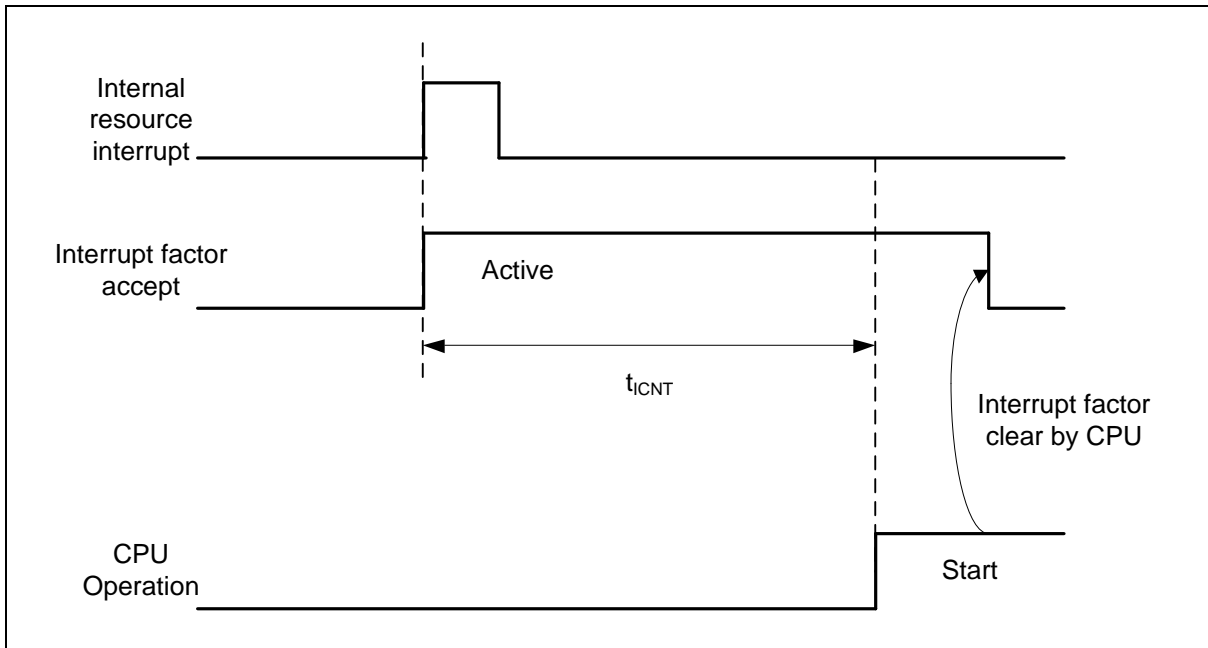 Internal
resource
interrupt
Interrupt factor
accept
Active
tICNT
Interrupt factor
clear by CPU
CPU
Operation
Start